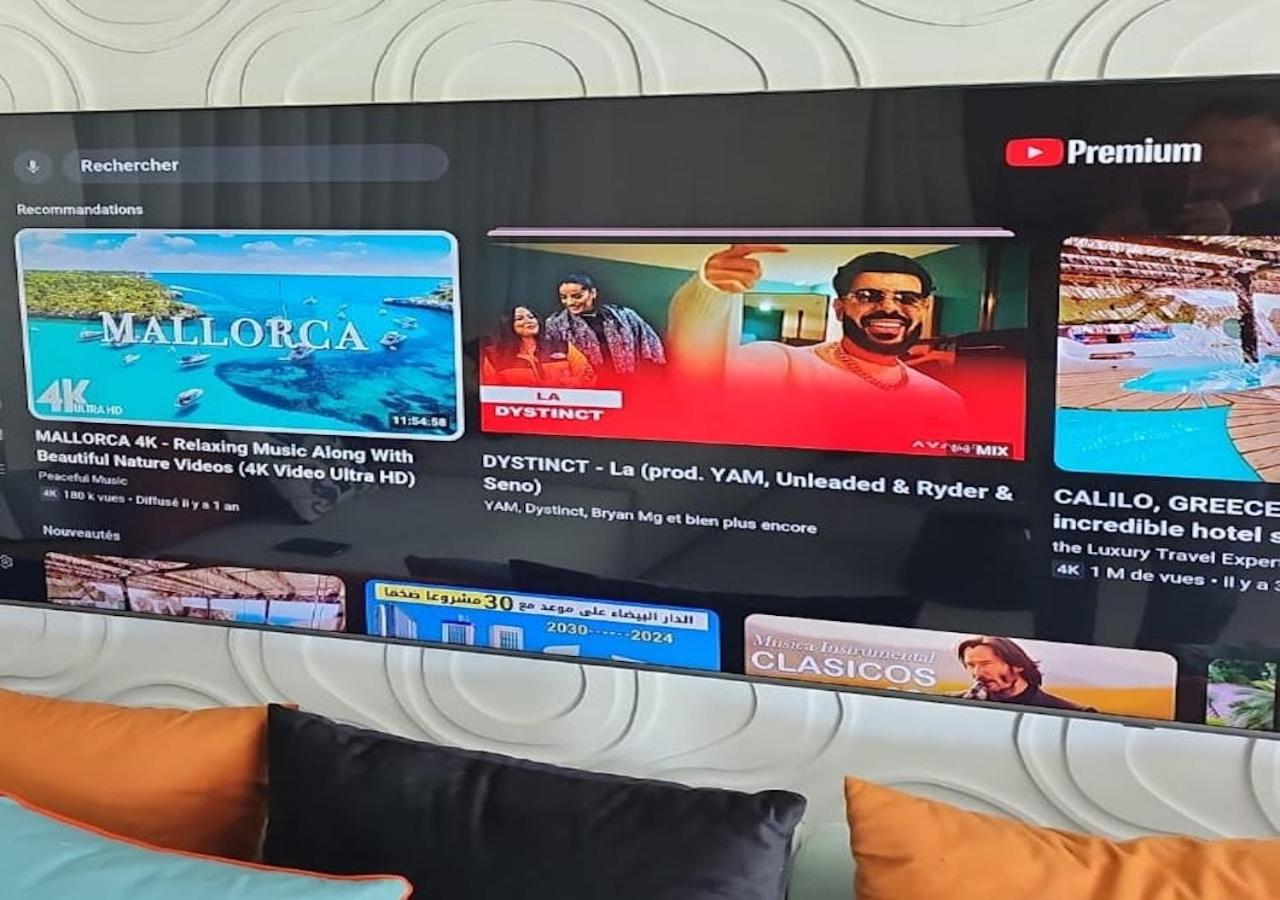 Rechercher
Premium
Recommandations
MALLORCA
4K
ULTRA HD
11:54:58
MALLORCA 4K - Relaxing Music Along With
Beautiful Nature Videos (4K Video Ultra HD)
Peaceful Music
4K 180 k vues • Diffusé il y a 1 an
LA
DYSTINCT
MIX
DYSTINCT - La (prod. YAM, Unleaded & Ryder &
Seno)
YAM, Dystinct, Bryan Mg et bien plus encore
CALILO, GREECE
incredible hotel
the Luxury Travel Exper
4K 1 M de vues • il y a
Nouveautés
الدار البيضاء على موعد مع 30 مشروعا ضخما
2030------2024
Musica Instrumental
CLASICOS